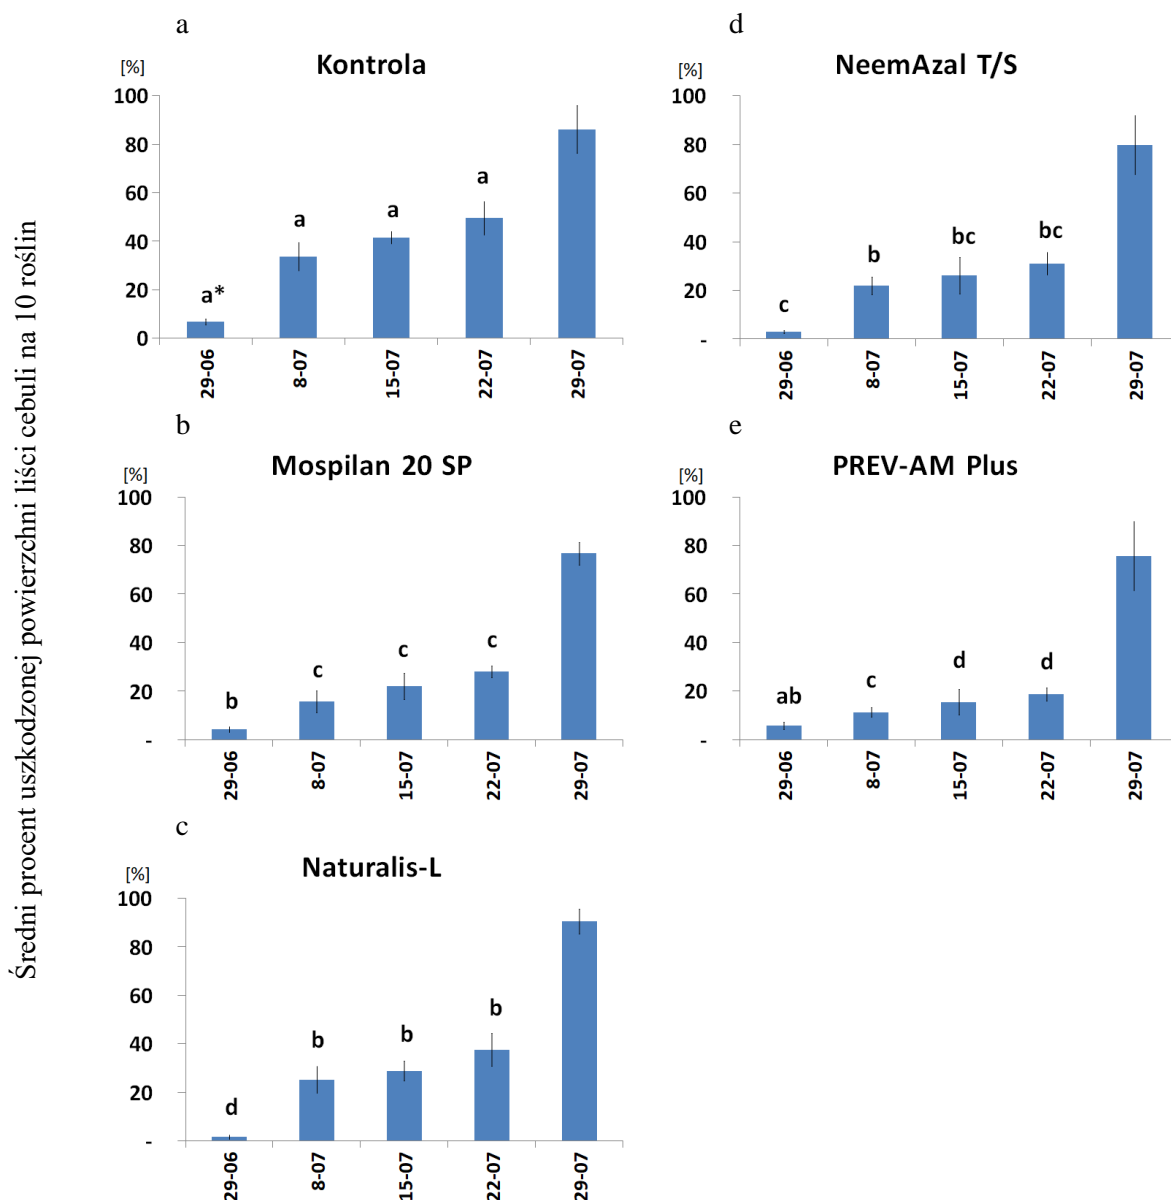 Średni procent uszkodzonej powierzchni liści cebuli na 10 roślin
a
Kontrola
[%]
100
80
60
40
20
0
a*
a
a
a
29-06
8-07
15-07
22-07
29-07
b
Mospilan 20 SP
[%]
100
80
60
40
20
-
b
c
c
c
29-06
8-07
15-07
22-07
29-07
c
Naturalis-L
[%]
100
80
60
40
20
-
d
b
b
b
29-06
8-07
15-07
22-07
29-07
d
NeemAzal T/S
[%]
100
80
60
40
20
-
c
b
bc
bc
29-06
8-07
15-07
22-07
29-07
e
PREV-AM Plus
[%]
100
80
60
40
20
-
ab
c
d
d
29-06
8-07
15-07
22-07
29-07